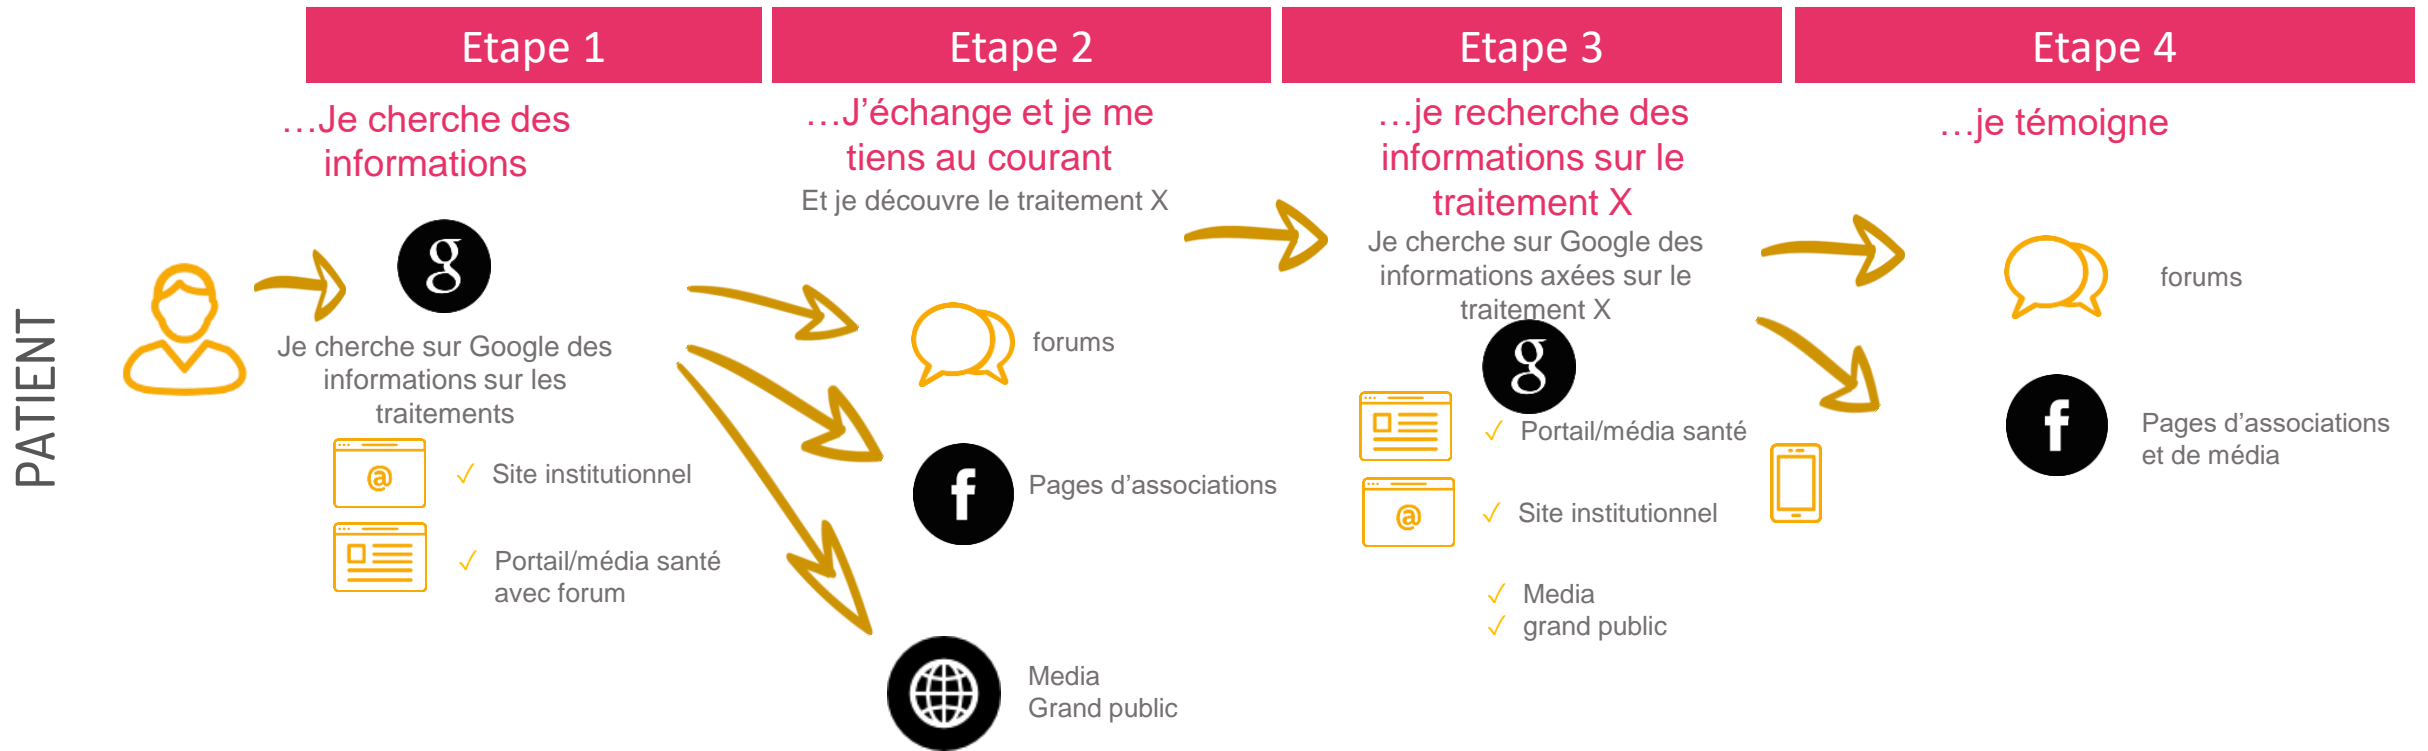 Etape 1
Etape 2
Etape 3
Etape 4
PATIENT
…Je cherche des
informations
g
Je cherche sur Google des
informations sur les
traitements
@
✓ Site institutionnel
✓ Portail/média santé
avec forum
…J’échange et je me
tiens au courant
Et je découvre le traitement X
forums
f
Pages d’associations
Media
Grand public
…je recherche des
informations sur le
traitement X
Je cherche sur Google des
informations axées sur le
traitement X
g
✓ Portail/média santé
@
✓ Site institutionnel
✓ Media
✓ grand public
…je témoigne
forums
f
Pages d’associations
et de média